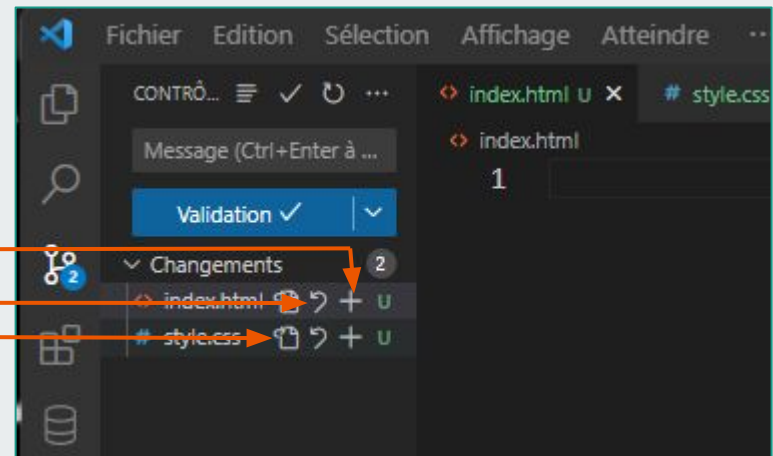 Fichier Edition Sélection Affichage Atteindre ...
CONTRÔ... ...
index.html U
# style.css
Message (Ctrl+Enter à ...
index.html
1
Validation
Changements 2
2
index.html U
# style.css U